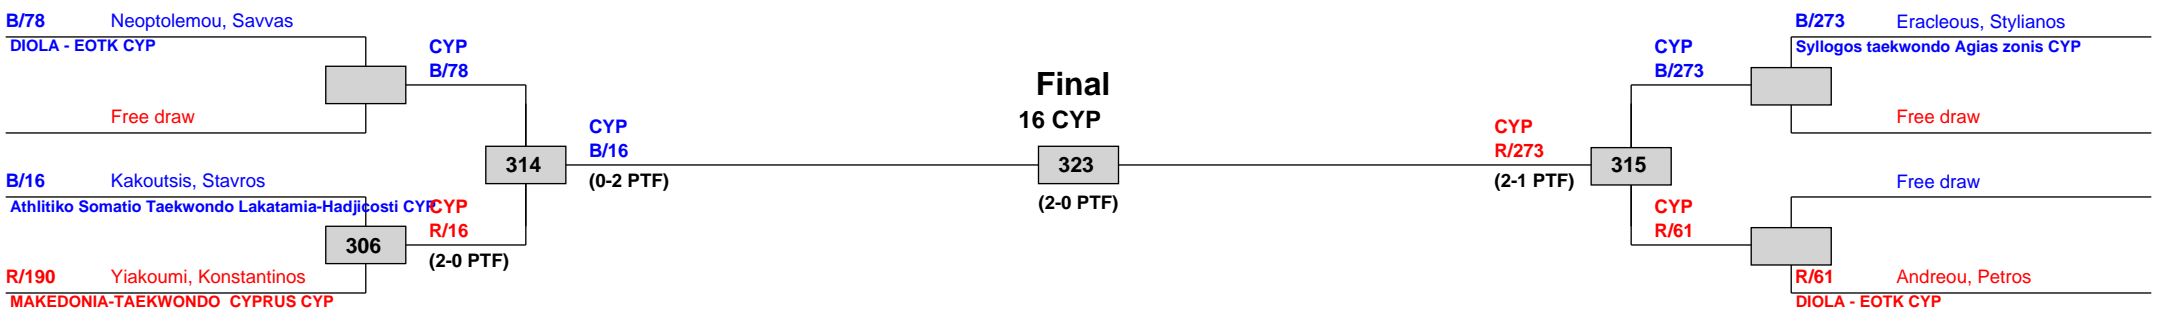 B/78 Neoptolemou, Savvas
DIOLA - EOTK CYP
CYP
B/78
Free draw
B/16 Kakoutsis, Stavros
Athlitiko Somatio Taekwondo Lakatamia-Hadjicosti CYP
306
CYP
R/16
(2-0 PTF)
R/190 Yiakoumi, Konstantinos
MAKEDONIA-TAEKWONDO CYPRUS CYP
314
CYP
B/16
(0-2 PTF)
Final
16 CYP
323
(2-0 PTF)
CYP
R/273
(2-1 PTF)
315
CYP
B/273
B/273 Eracleous, Stylianos
Syllogos taekwondo Agias zonis CYP
Free draw
Free draw
CYP
R/61
R/61 Andreou, Petros
DIOLA - EOTK CYP